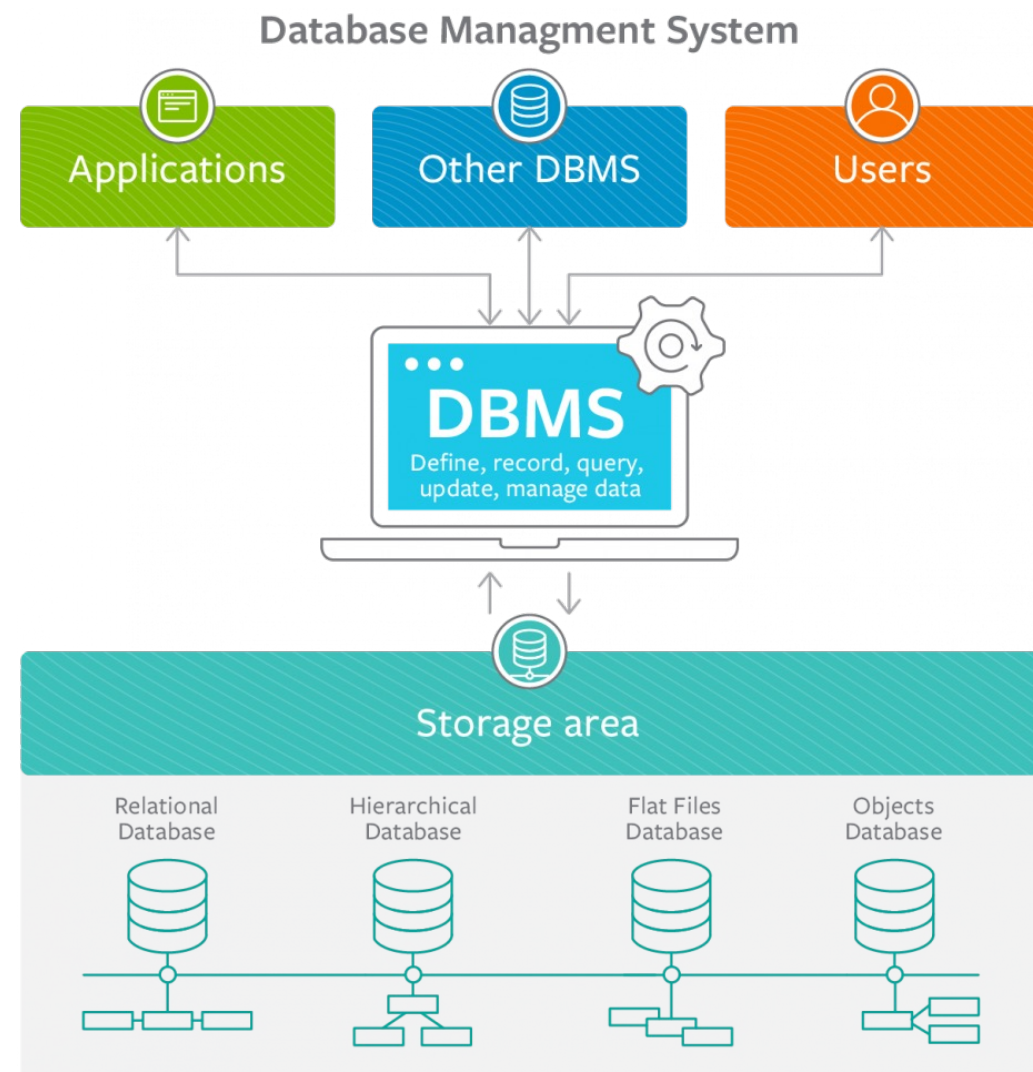 Database Managment System
Applications
Other DBMS
Users
DBMS
Define, record, query,
update, manage data
Storage area
Relational
Database
Hierarchical
Database
Flat Files
Database
Objects
Database